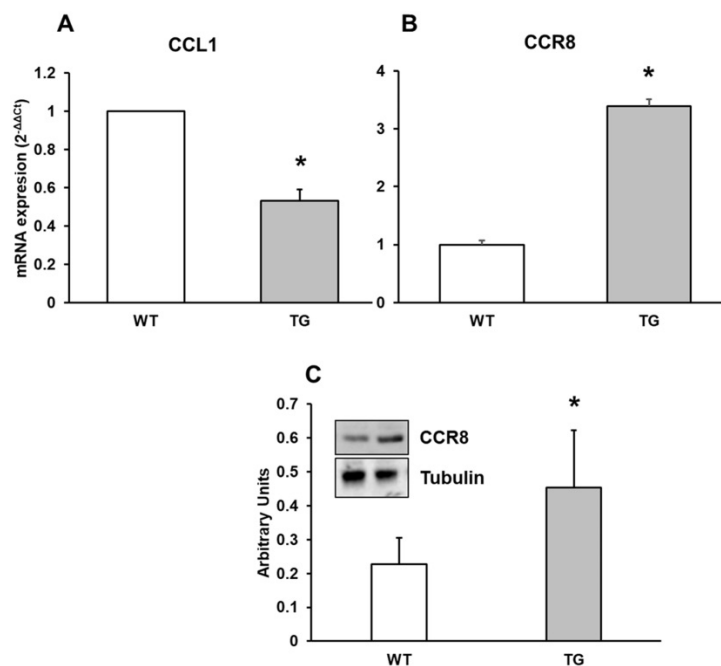 A
CCL1
mRNA expresion (2-ΔΔCt)
1.2
1
0.8
0.6
0.4
0.2
0
*
WT
TG
B
CCR8
4
3
2
1
0
*
WT
TG
C
Arbitrary Units
0.7
0.6
0.5
0.4
0.3
0.2
0.1
0
CCR8
Tubulin
*
WT
TG